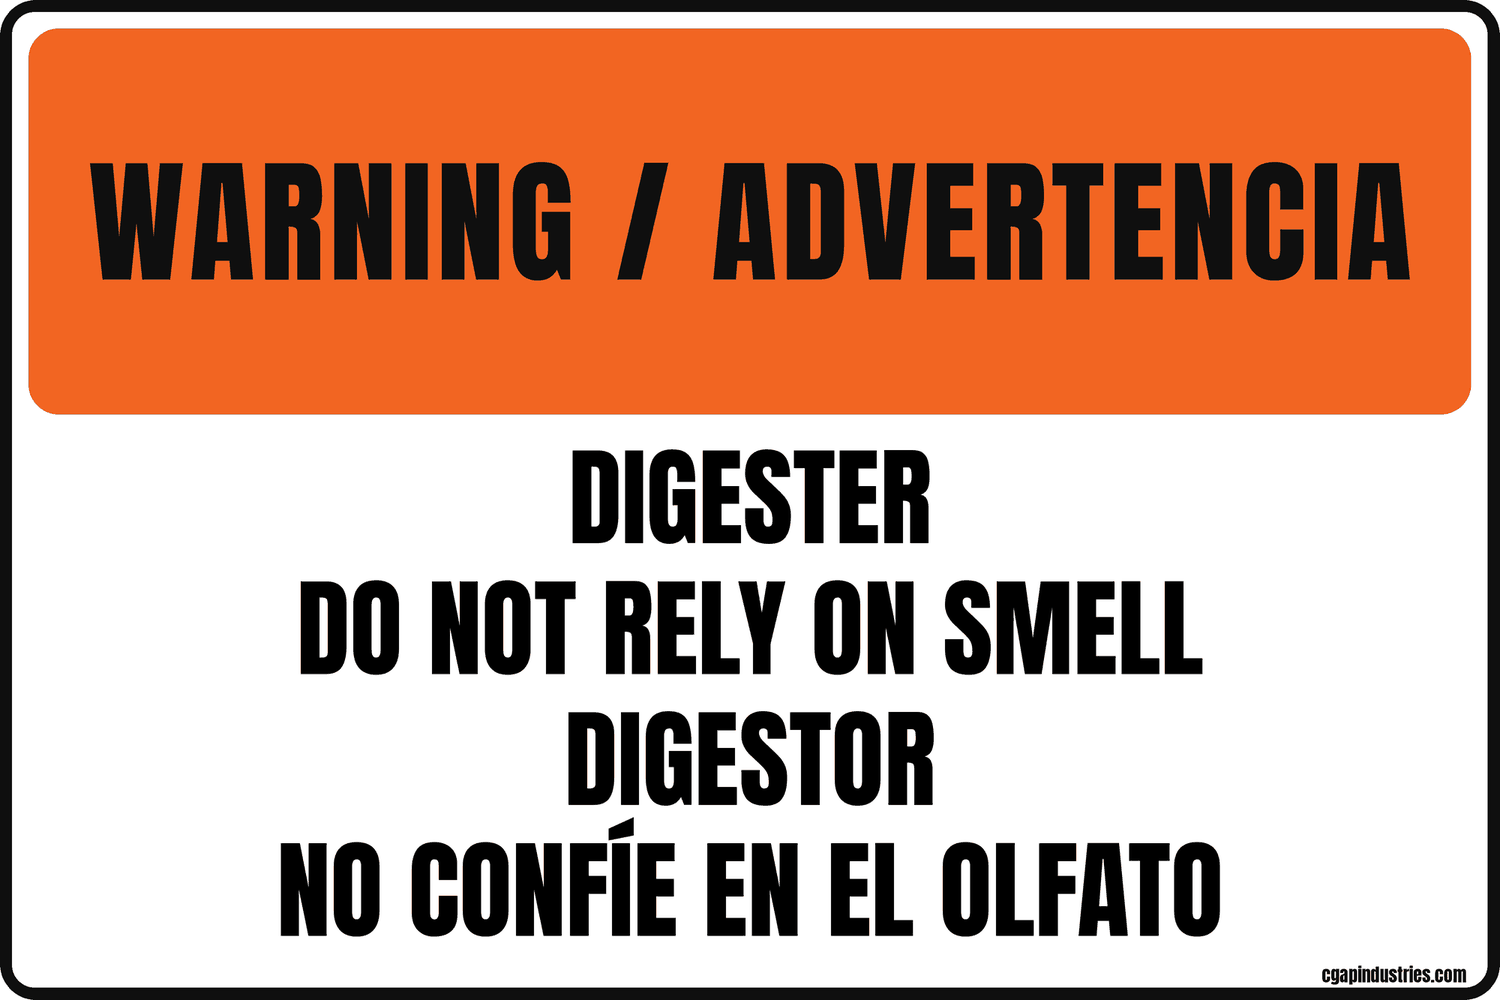 WARNING / ADVERTENCIA
DIGESTER
DO NOT RELY ON SMELL
DIGESTOR
NO CONFÍE EN EL OLFATO
cgapindustries.com